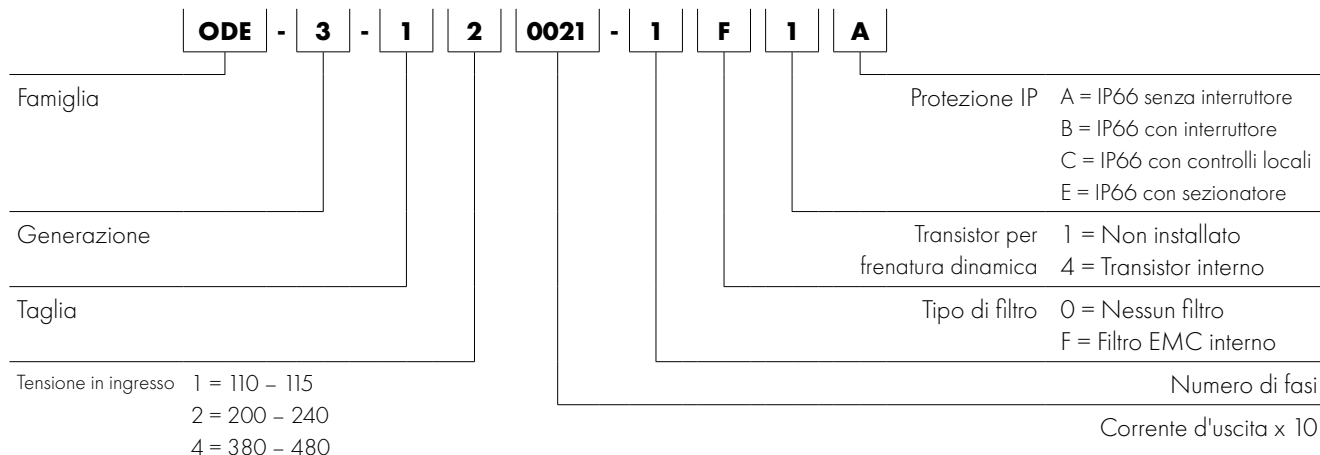 ODE - 3 - 1 2 0021 - 1 F 1 A
Famiglia
Protezione IP A = IP66 senza interruttore
B = IP66 con interruttore
C = IP66 con controlli locali
E = IP66 con sezionatore
Generazione
Transistor per 1 = Non installato
frenatura dinamica 4 = Transistor interno
Taglia
Tipo di filtro 0 = Nessun filtro
F = Filtro EMC interno
Tensione in ingresso 1 = 110 – 115
2 = 200 – 240
4 = 380 – 480
Numero di fasi
Corrente d'uscita x 10